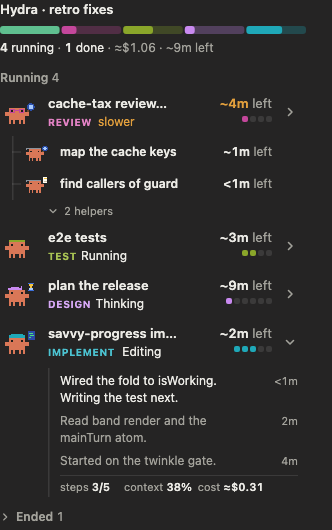 Hydra · retro fixes
4 running · 1 done · ≈$1.06 · ~9m left
Running 4
cache-tax review... ~4m left
REVIEW slower
map the cache keys ~1m left
find callers of guard <1m left
2 helpers
e2e tests ~3m left
TEST Running
plan the release ~9m left
DESIGN Thinking
savvy-progress im... ~2m left
IMPLEMENT Editing
Wired the fold to isWorking. <1m
Writing the test next.
Read band render and the 2m
mainTurn atom.
Started on the twinkle gate. 4m
steps 3/5 context 38% cost ≈$0.31
Ended 1